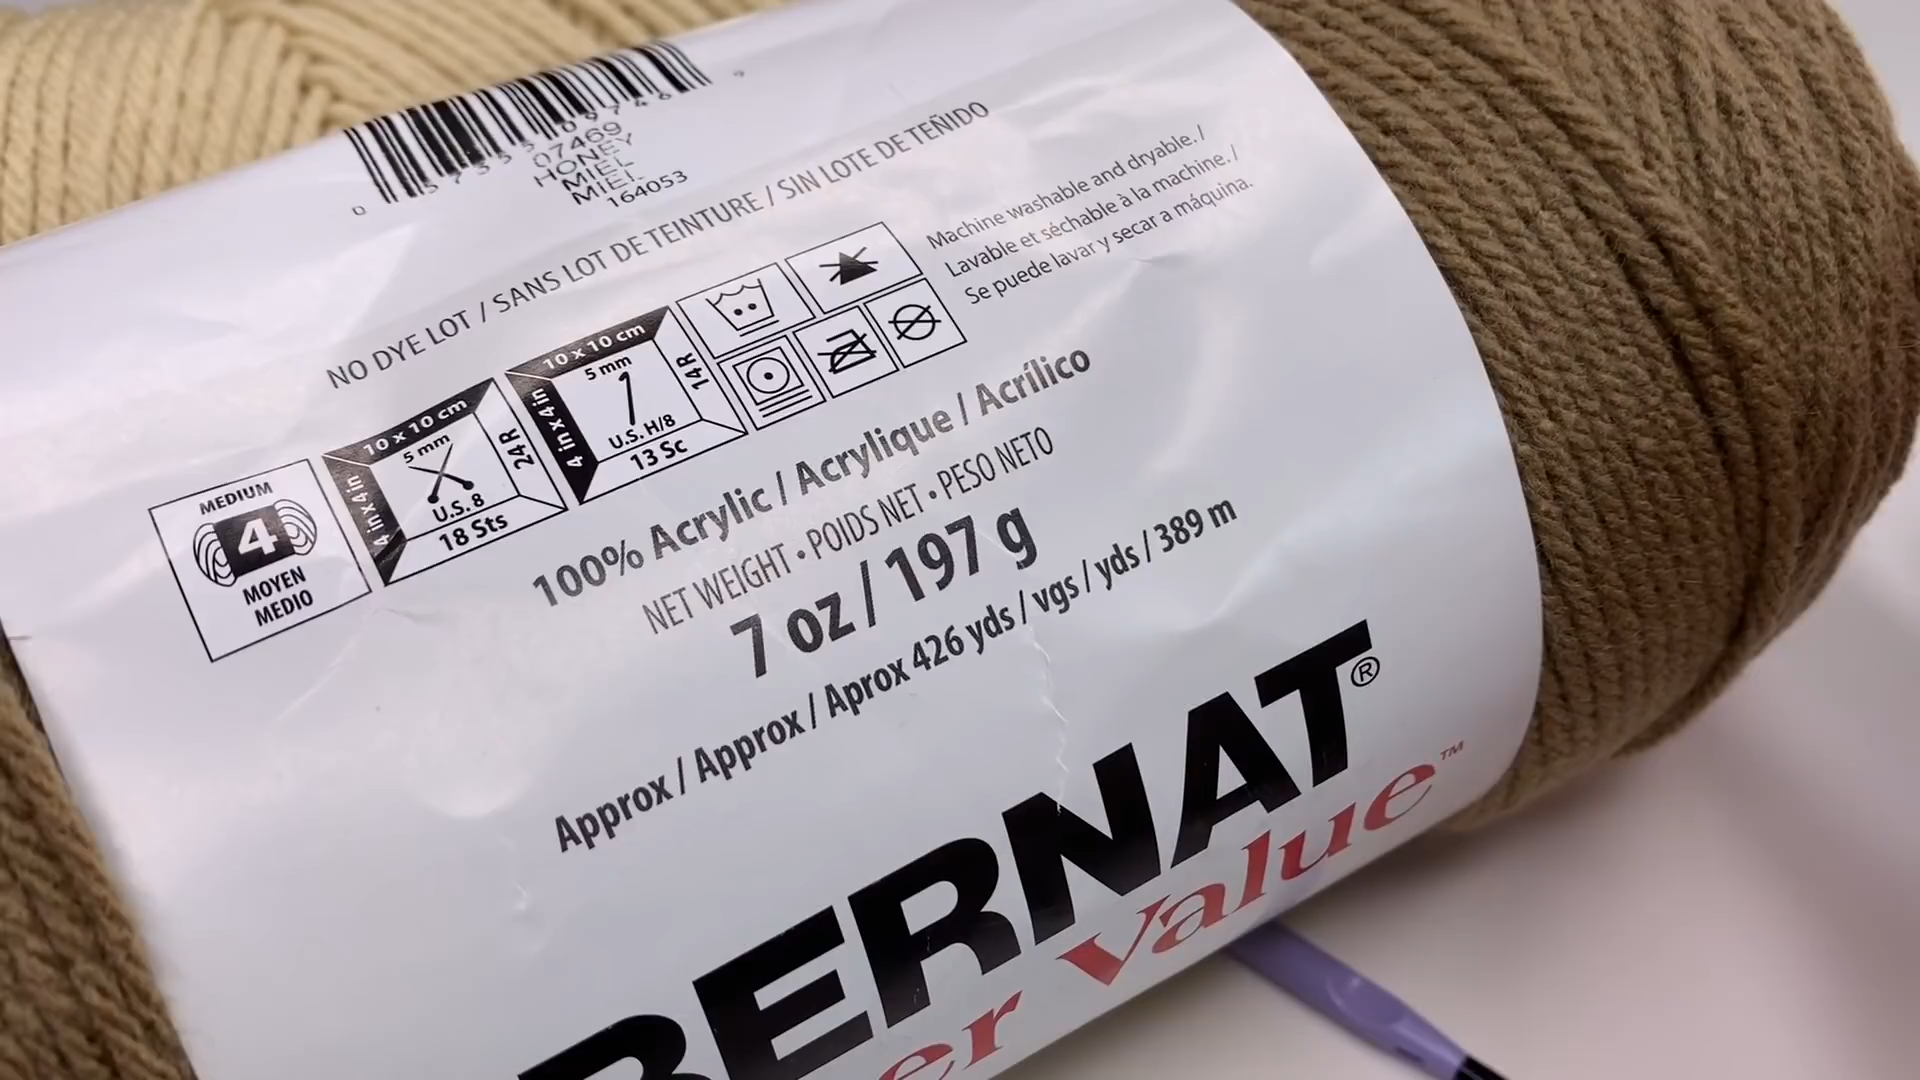 07469
HONEY
MIEL
MIEL
164053
NO DYE LOT / SANS LOT DE TEINTURE / SIN LOTE DE TEÑIDO
Machine washable and dryable. /
Lavable et séchable à la machine. /
Se puede lavar y secar a máquina.
MEDIUM
4
MOYEN
MEDIO
10 x 10 cm
4 in x 4 in
5 mm
24R
U.S. 8
18 Sts
10 x 10 cm
4 in x 4 in
5 mm
14R
U.S. H/8
13 Sc
100% Acrylic / Acrylique / Acrílico
NET WEIGHT • POIDS NET • PESO NETO
7 oz / 197 g
Approx / Approx / Aprox 426 yds / vgs / yds / 389 m
BERNAT®
er Value™